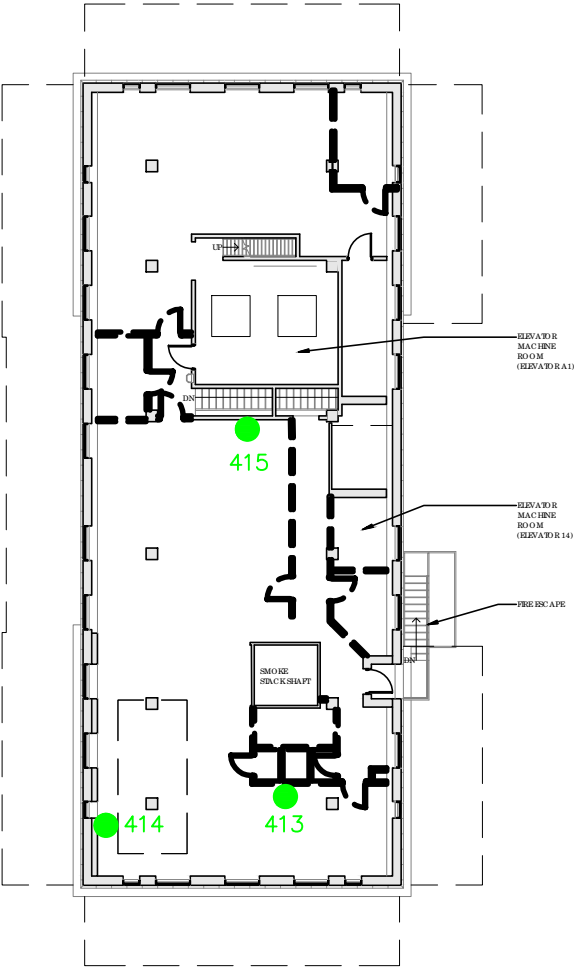 UP
ELEVATOR
MACHINE
ROOM
(ELEVATOR A1)
DN
415
ELEVATOR
MACHINE
ROOM
(ELEVATOR 14)
FIRE ESCAPE
DN
SMOKE
STACK SHAFT
414
413